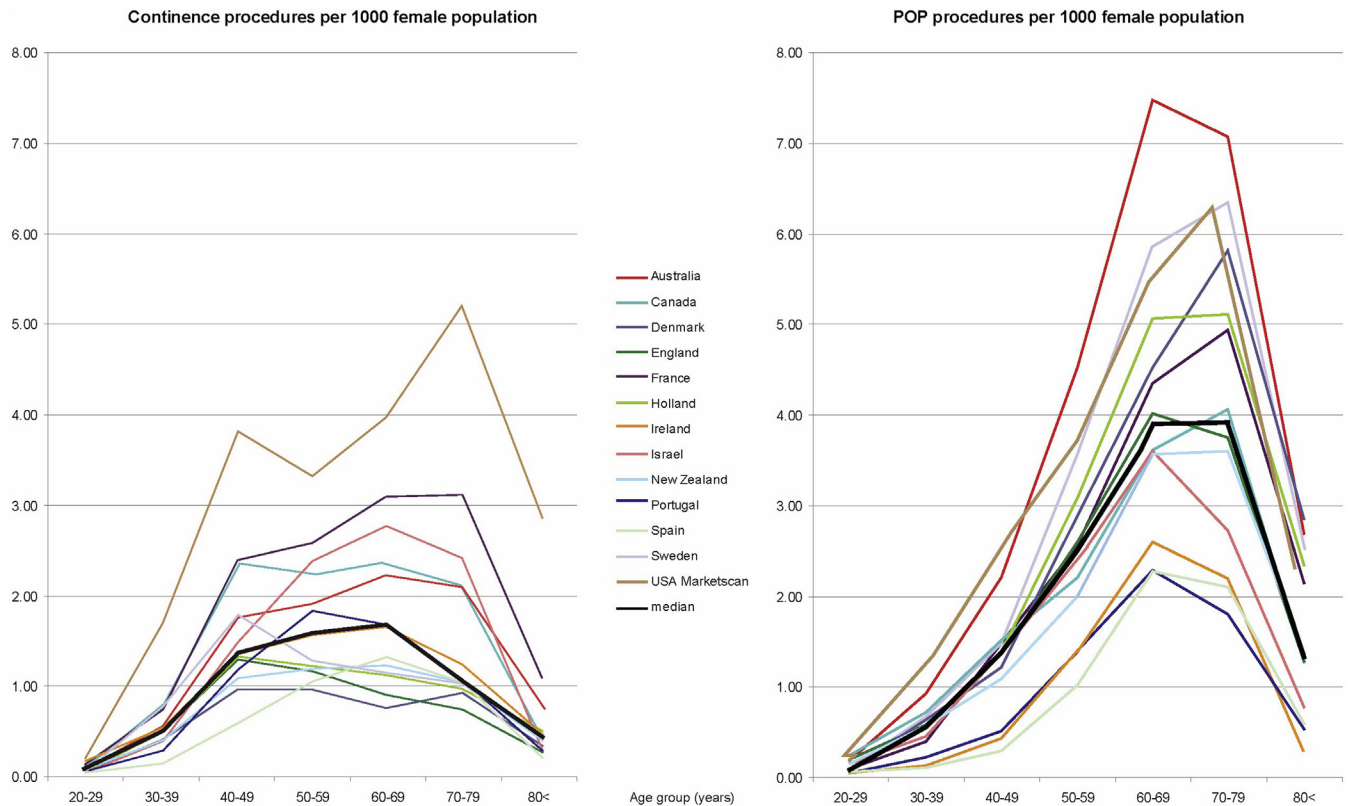 Continence procedures per 1000 female population
POP procedures per 1000 female population
8.00
7.00
6.00
5.00
4.00
3.00
2.00
1.00
0.00
20-29 30-39 40-49 50-59 60-69 70-79 80<
Australia
Canada
Denmark
England
France
Holland
Ireland
Israel
New Zealand
Portugal
Spain
Sweden
USA Marketscan
median
Age group (years)
8.00
7.00
6.00
5.00
4.00
3.00
2.00
1.00
0.00
20-29 30-39 40-49 50-59 60-69 70-79 80<